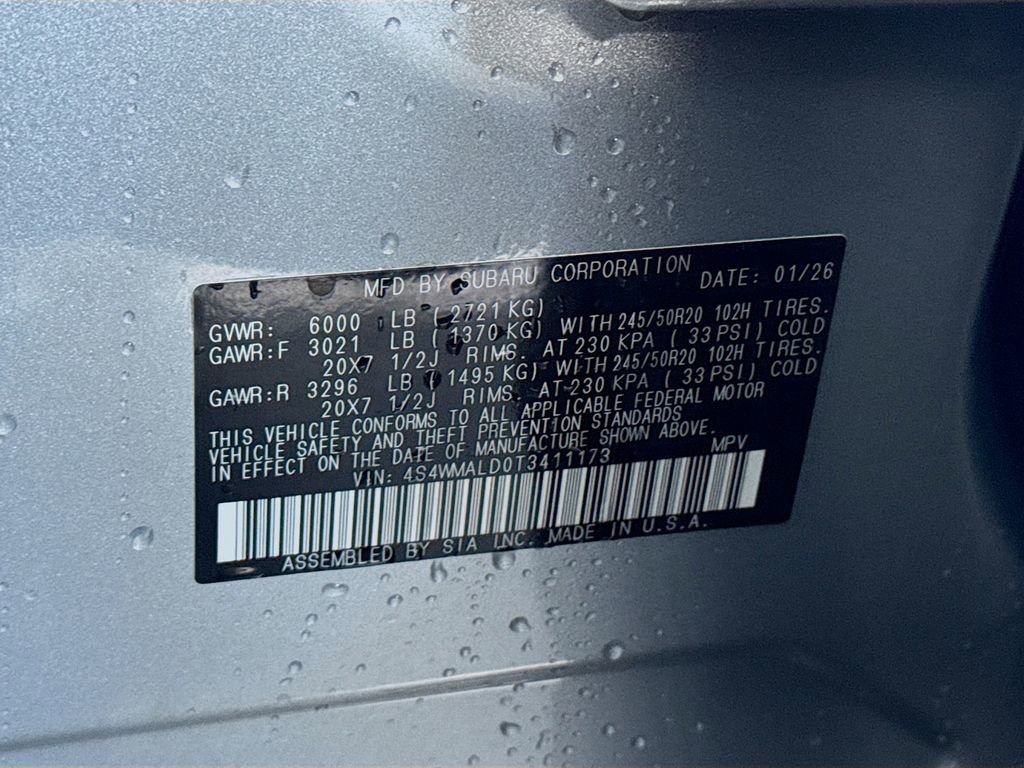 MFD BY SUBARU CORPORATION DATE: 01/26
GVWR: 6000 LB ( 2721 KG)
GAWR:F 3021 LB ( 1370 KG) WITH 245/50R20 102H TIRES.
20X7 1/2J RIMS. AT 230 KPA ( 33 PSI) COLD
GAWR:R 3296 LB ( 1495 KG) WITH 245/50R20 102H TIRES.
20X7 1/2J RIMS. AT 230 KPA ( 33 PSI) COLD
THIS VEHICLE CONFORMS TO ALL APPLICABLE FEDERAL MOTOR
VEHICLE SAFETY AND THEFT PREVENTION STANDARDS
IN EFFECT ON THE DATE OF MANUFACTURE SHOWN ABOVE.
VIN: 4S4WMALD0T3411173 MPV
ASSEMBLED BY SIA INC. MADE IN U.S.A.